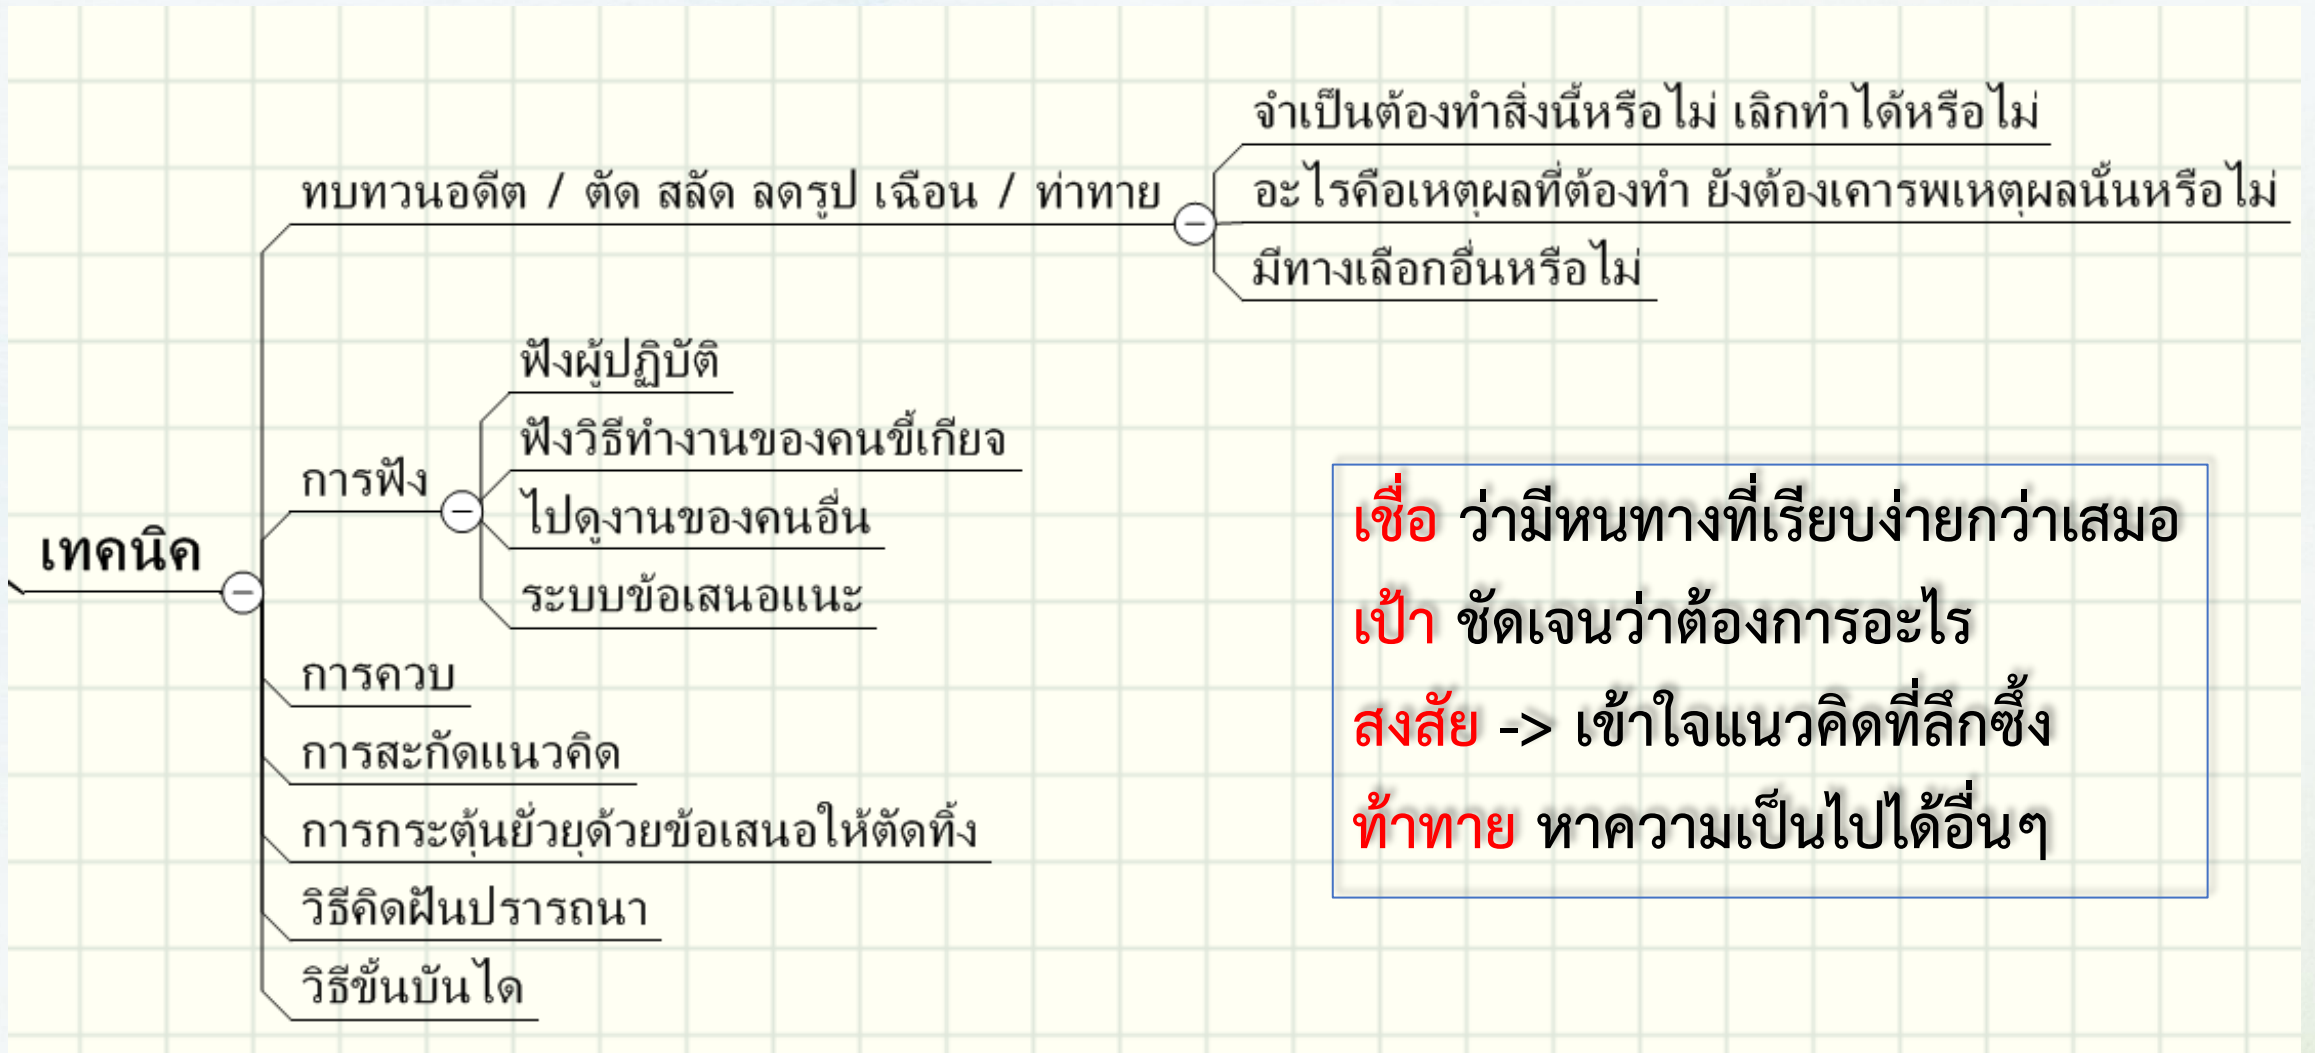 จำเป็นต้องทำสิ่งนี้หรือไม่ เลิกทำได้หรือไม่
ทบทวนอดีต / ตัด สลัด ลดรูป เฉือน / ท่าทาย
อะไรคือเหตุผลที่ต้องทำ ยังต้องเคารพเหตุผลนั้นหรือไม่
มีทางเลือกอื่นหรือไม่
การฟัง
ฟังผู้ปฏิบัติ
ฟังวิธีทำงานของคนขี้เกียจ
ไปดูงานของคนอื่น
ระบบข้อเสนอแนะ
เทคนิค
การควบ
การสะกัดแนวคิด
การกระตุ้นยั่วยุด้วยข้อเสนอให้ตัดทิ้ง
วิธีคิดฝันปรารถนา
วิธีขั้นบันได
เชื่อ ว่ามีหนทางที่เรียบง่ายกว่าเสมอ
เป้า ชัดเจนว่าต้องการอะไร
สงสัย -> เข้าใจแนวคิดที่ลึกซึ้ง
ท้าทาย หาความเป็นไปได้อื่นๆ